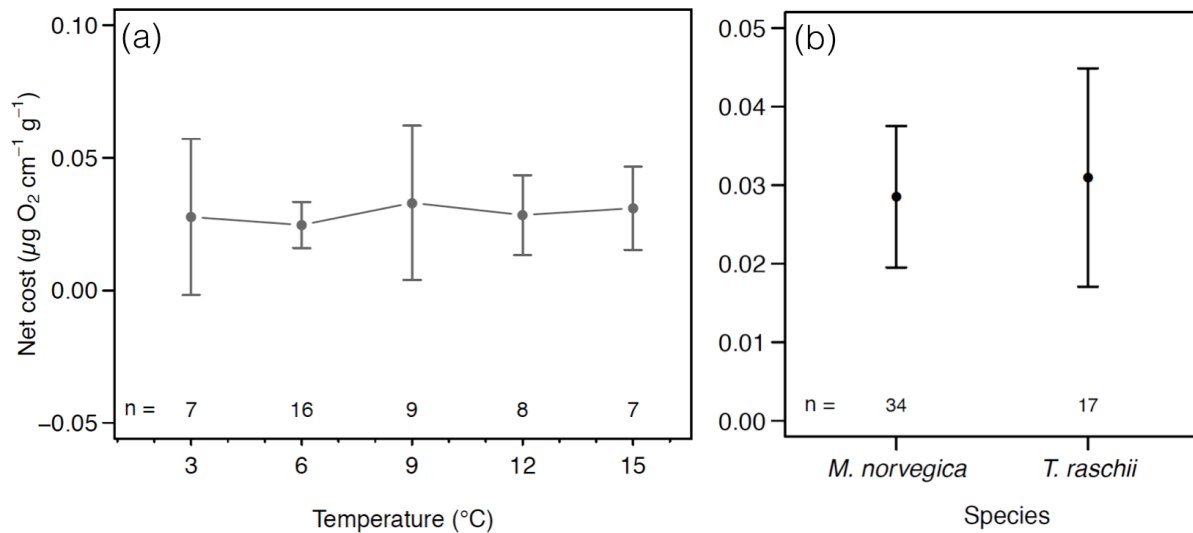 (a)
Net cost (µg O₂ cm⁻¹ g⁻¹)
0.10
0.05
0.00
−0.05
n = 7 16 9 8 7
3 6 9 12 15
Temperature (°C)
(b)
0.05
0.04
0.03
0.02
0.01
0.00
n = 34 17
M. norvegica T. raschii
Species